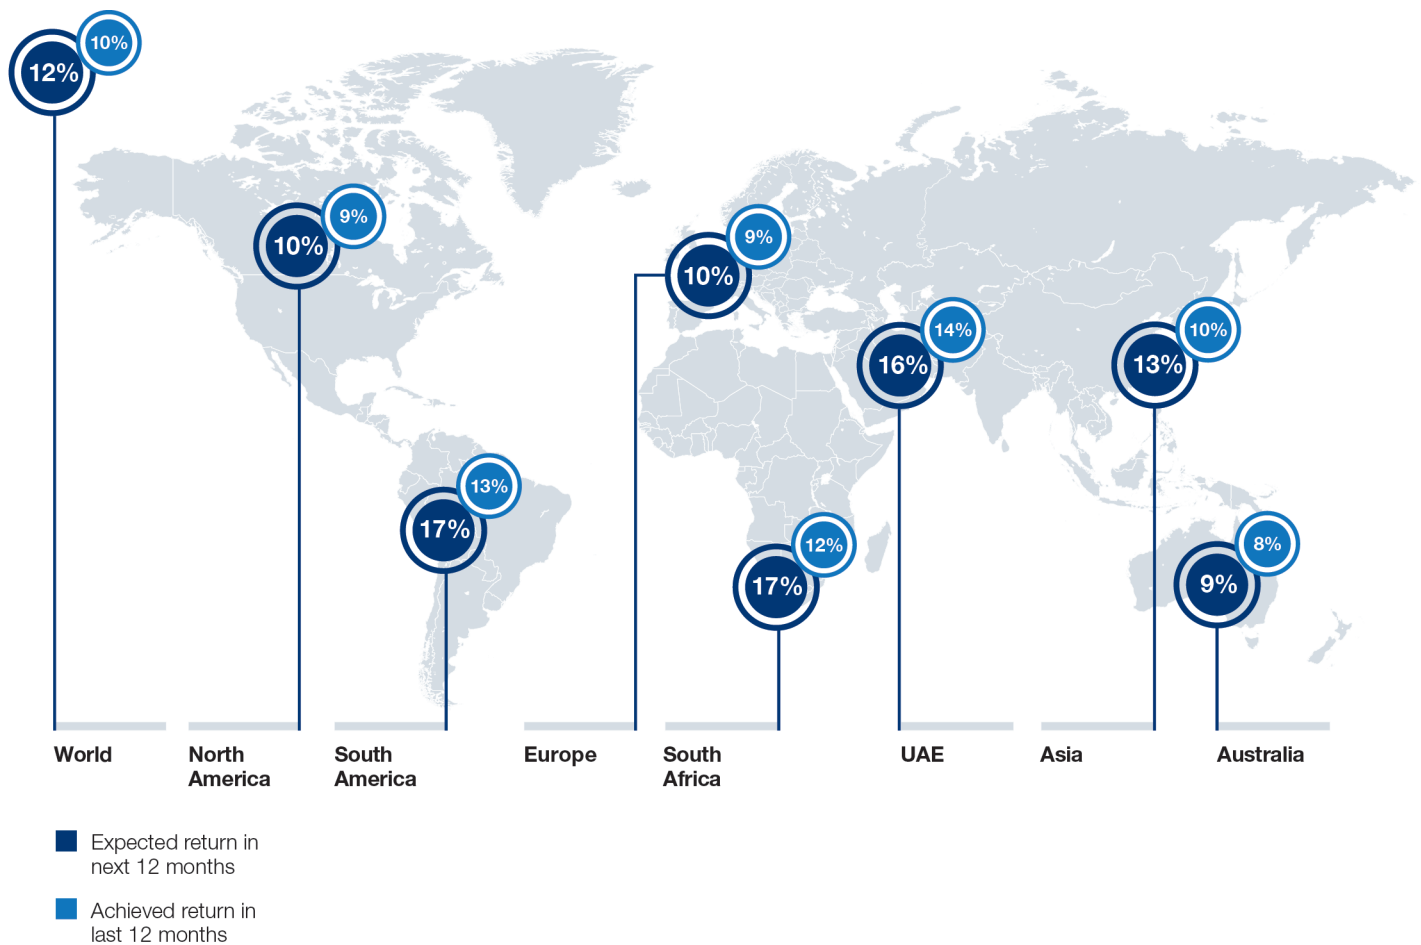 10%
12%
9%
10%
9%
10%
14%
16%
10%
13%
13%
17%
12%
17%
8%
9%
World
North
America
South
America
Europe
South
Africa
UAE
Asia
Australia
Expected return in
next 12 months
Achieved return in
last 12 months